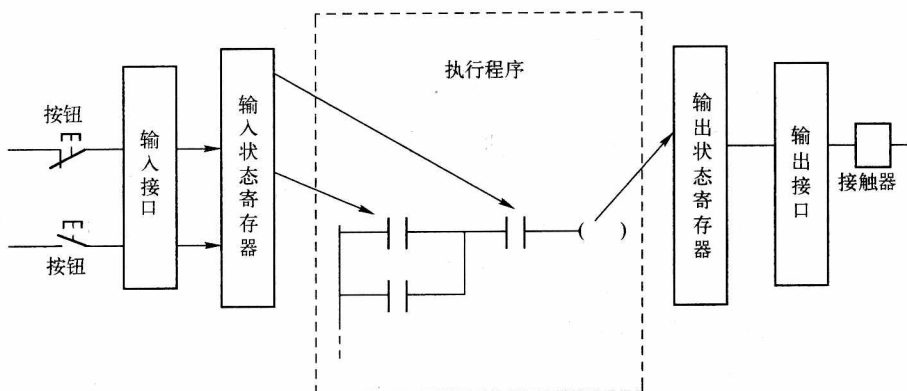 执行程序
按钮
输入接口
输入状态寄存器
输出状态寄存器
输出接口
接触器
按钮